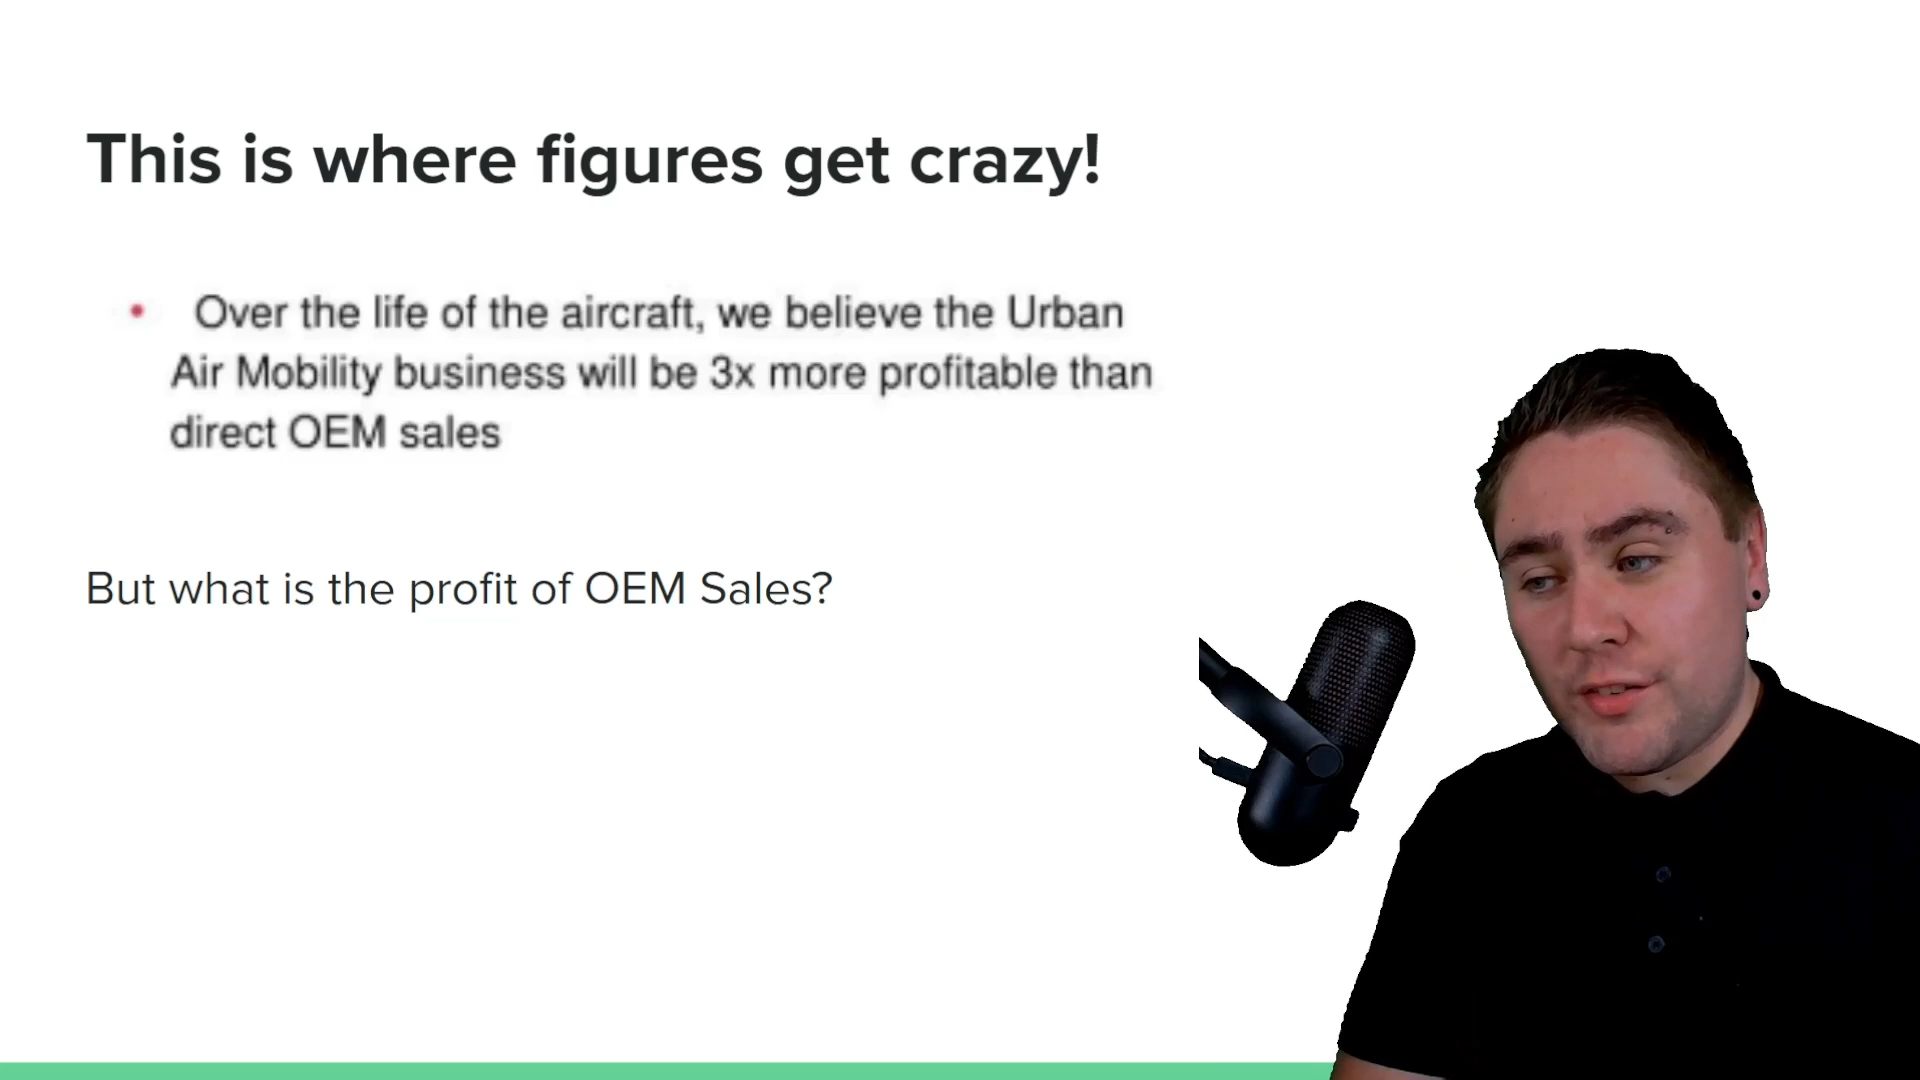 This is where figures get crazy!
• Over the life of the aircraft, we believe the Urban
Air Mobility business will be 3x more profitable than
direct OEM sales
But what is the profit of OEM Sales?